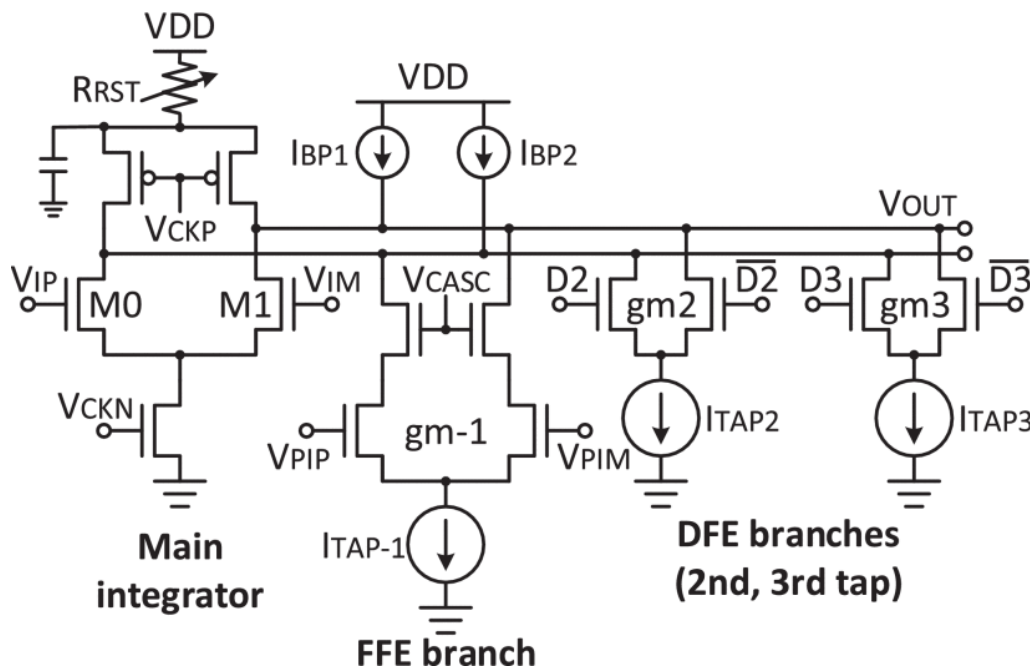 VDD
RRST
VDD
IBP1
IBP2
VCKP
VOUT
VIP
M0
M1
VIM
VCASC
D2
gm2
D2
D3
gm3
D3
VCKN
VPIP
gm-1
VPIM
ITAP2
ITAP3
ITAP-1
Main
integrator
FFE branch
DFE branches
(2nd, 3rd tap)